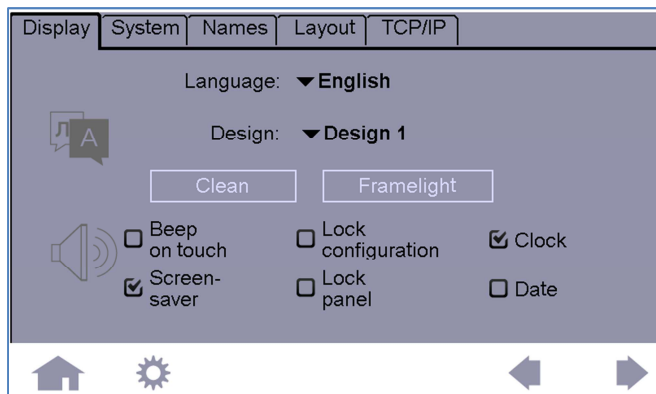 Display System Names Layout TCP/IP
Language: English
Design: Design 1
Л A
Clean Framelight
Beep on touch
Lock configuration
Clock
Screen-
saver
Lock panel
Date